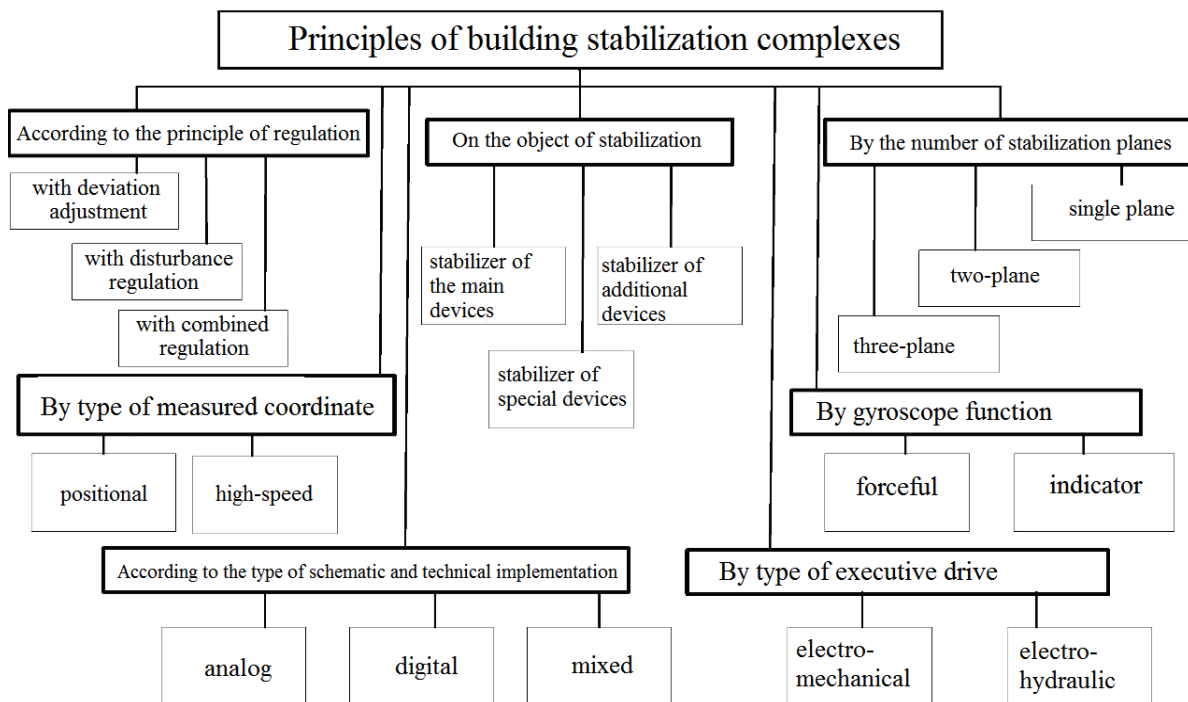 Principles of building stabilization complexes
According to the principle of regulation
with deviation
adjustment
with disturbance
regulation
with combined
regulation
On the object of stabilization
stabilizer of
the main
devices
stabilizer of
additional
devices
stabilizer of
special devices
By the number of stabilization planes
single plane
two-plane
three-plane
By type of measured coordinate
positional
high-speed
By gyroscope function
forceful
indicator
According to the type of schematic and technical implementation
analog
digital
mixed
By type of executive drive
electro-
mechanical
electro-
hydraulic